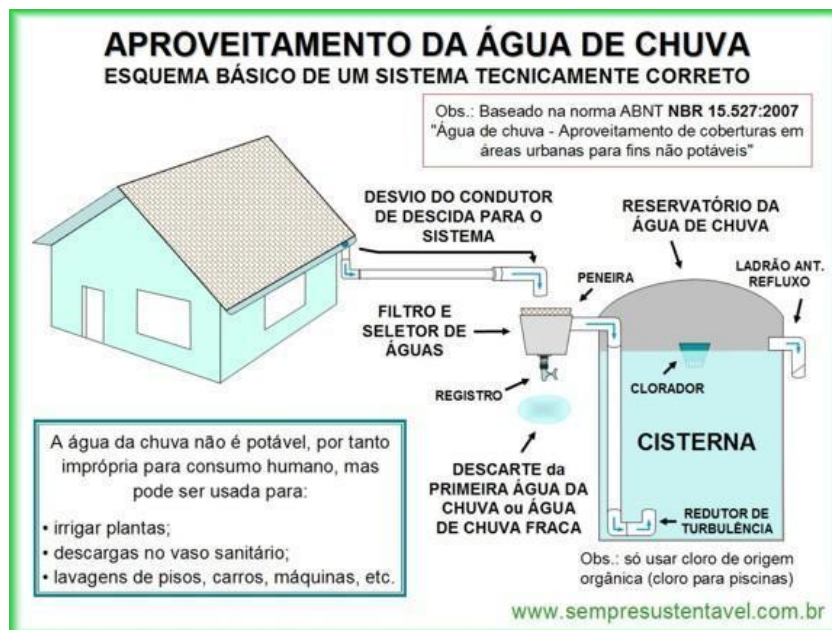 APROVEITAMENTO DA ÁGUA DE CHUVA
ESQUEMA BÁSICO DE UM SISTEMA TECNICAMENTE CORRETO
Obs.: Baseado na norma ABNT NBR 15.527:2007
"Água de chuva - Aproveitamento de coberturas em
áreas urbanas para fins não potáveis"
DESVIO DO CONDUTOR
DE DESCIDA PARA O
SISTEMA
RESERVATÓRIO DA
ÁGUA DE CHUVA
LADRÃO ANT.
REFLUXO
PENEIRA
FILTRO E
SELETOR DE
ÁGUAS
REGISTRO
CLORADOR
CISTERNA
DESCARTE da
PRIMEIRA ÁGUA DA
CHUVA ou ÁGUA
DE CHUVA FRACA
REDUTOR DE
TURBULÊNCIA
A água da chuva não é potável, por tanto
imprópria para consumo humano, mas
pode ser usada para:
• irrigar plantas;
• descargas no vaso sanitário;
• lavagens de pisos, carros, máquinas, etc.
Obs.: só usar cloro de origem
orgânica (cloro para piscinas)
www.sempresustentavel.com.br